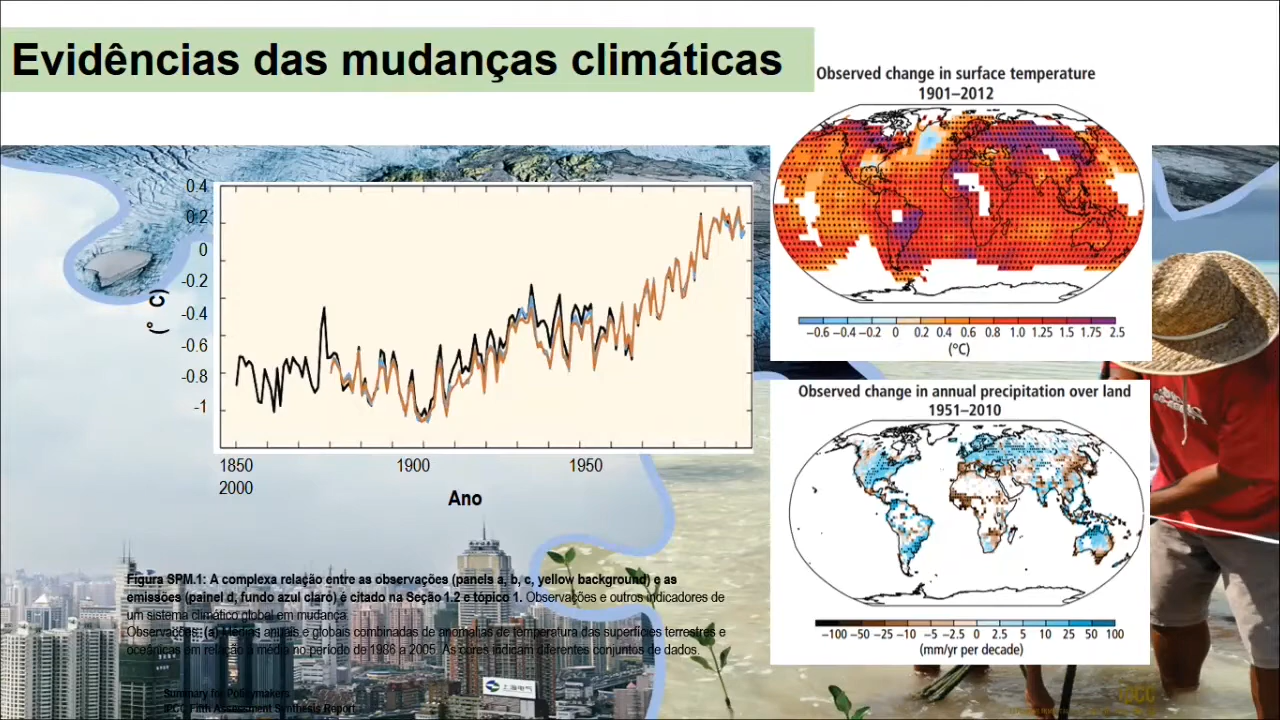 Evidências das mudanças climáticas
Observed change in surface temperature
1901–2012
0.4
0.2
0
-0.2
-0.4
-0.6
-0.8
-1
(° C)
1850 1900 1950
2000
Ano
−0.6 −0.4 −0.2 0 0.2 0.4 0.6 0.8 1.0 1.25 1.5 1.75 2.5
(°C)
Observed change in annual precipitation over land
1951–2010
−100 −50 −25 −10 −5 −2.5 0 2.5 5 10 25 50 100
(mm/yr per decade)
Figura SPM.1: A complexa relação entre as observações (panels a, b, c, yellow background) e as
emissões (painel d, fundo azul claro) é citado na Seção 1.2 e tópico 1. Observações e outros indicadores de
um sistema climático global em mudança
Observações: (a) Médias anuais e globais combinadas de anomalias de temperatura das superfícies terrestres e
oceânicas em relação à média no período de 1986 a 2005. As cores indicam diferentes conjuntos de dados.
Summary for Policymakers
IPCC Fifth Assessment Synthesis Report
ipcc